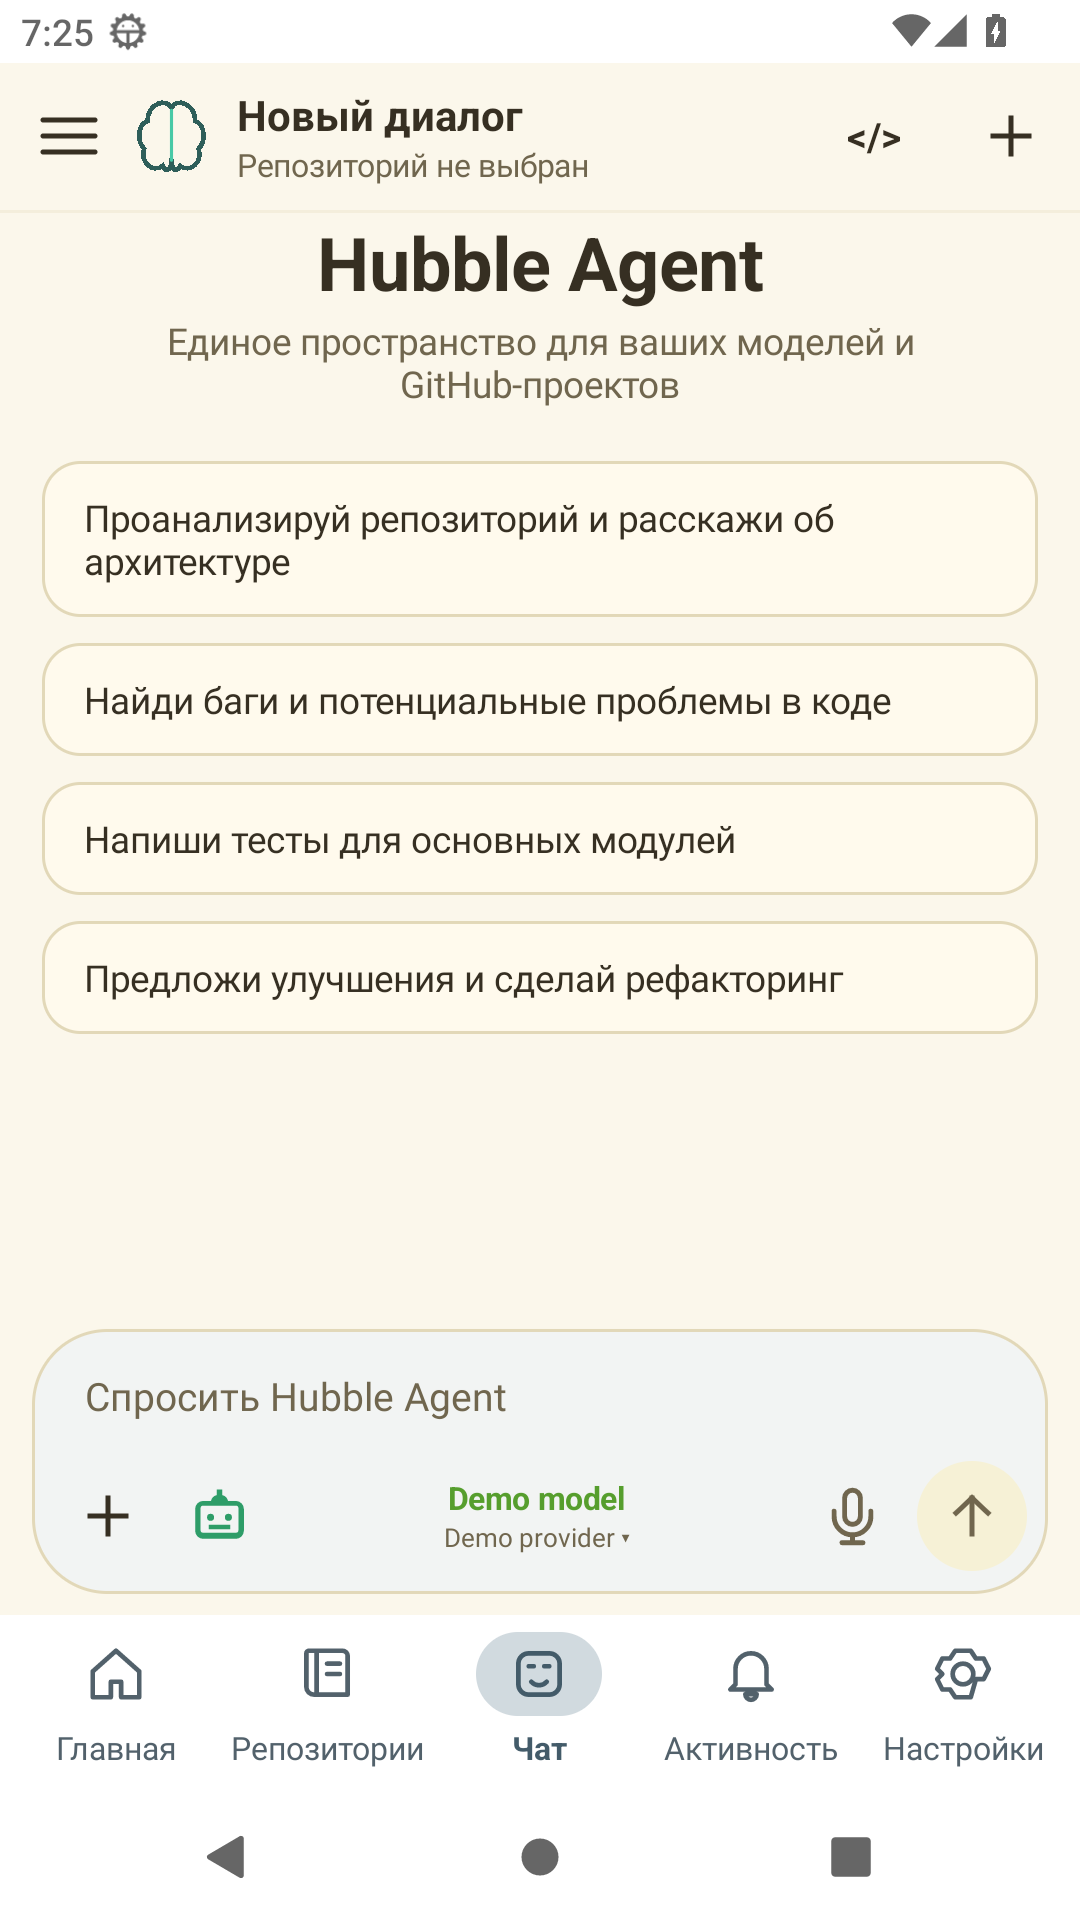 7:25
Новый диалог
Репозиторий не выбран
</>
Hubble Agent
Единое пространство для ваших моделей и
GitHub-проектов
Проанализируй репозиторий и расскажи об
архитектуре
Найди баги и потенциальные проблемы в коде
Напиши тесты для основных модулей
Предложи улучшения и сделай рефакторинг
Спросить Hubble Agent
Demo model
Demo provider ▾
Главная
Репозитории
Чат
Активность
Настройки